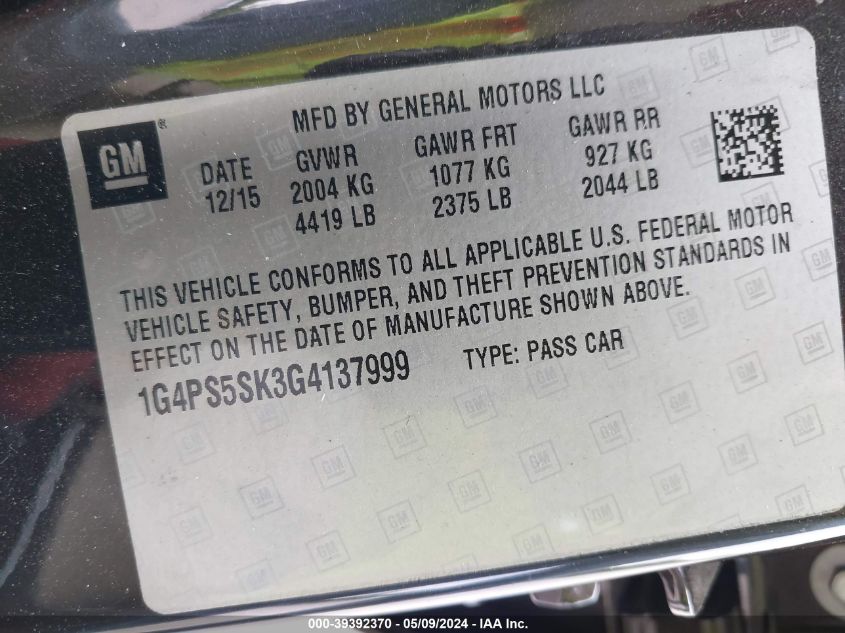 MFD BY GENERAL MOTORS LLC
GM®
DATE GVWR GAWR FRT GAWR RR
12/15 2004 KG 1077 KG 927 KG
4419 LB 2375 LB 2044 LB
THIS VEHICLE CONFORMS TO ALL APPLICABLE U.S. FEDERAL MOTOR
VEHICLE SAFETY, BUMPER, AND THEFT PREVENTION STANDARDS IN
EFFECT ON THE DATE OF MANUFACTURE SHOWN ABOVE.
1G4PS5SK3G4137999 TYPE: PASS CAR
000-39392370 - 05/09/2024 - IAA Inc.